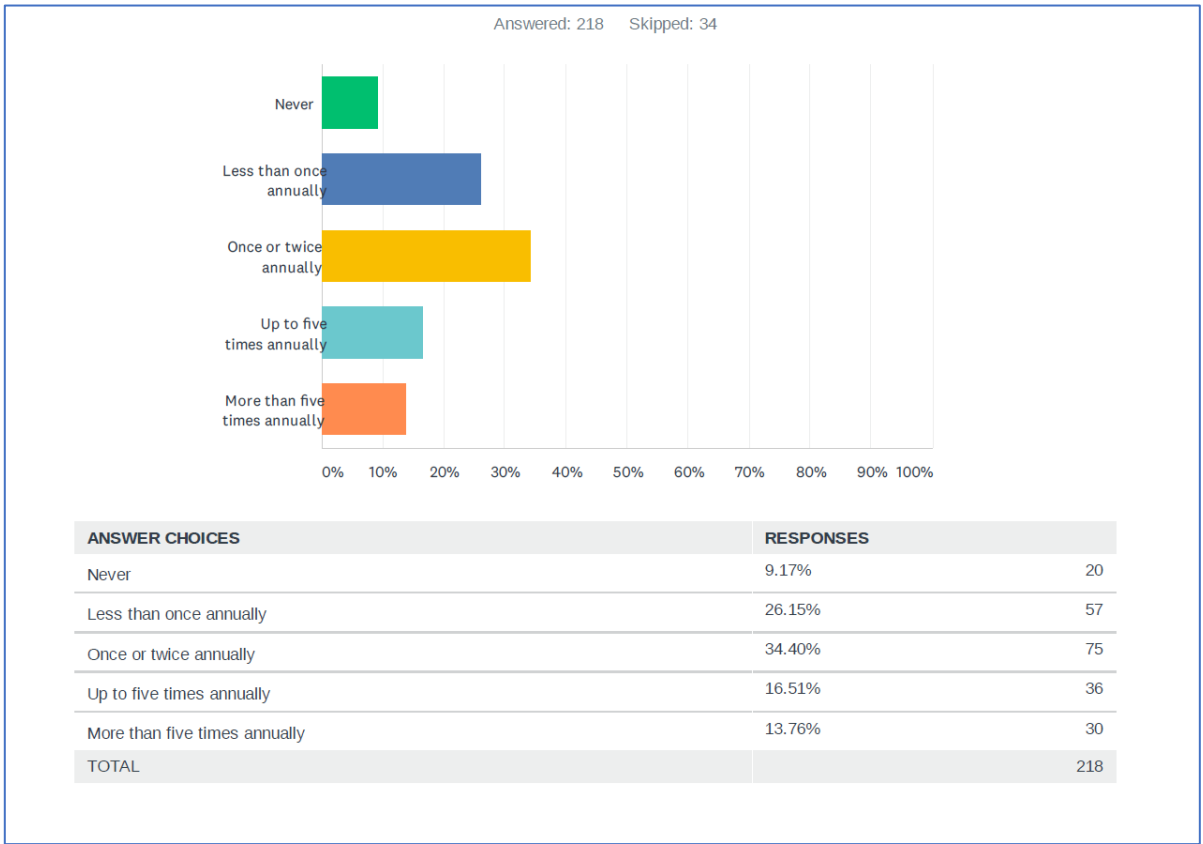 Answered: 218 Skipped: 34
Never
Less than once
annually
Once or twice
annually
Up to five
times annually
More than five
times annually
0% 10% 20% 30% 40% 50% 60% 70% 80% 90% 100%
ANSWER CHOICES RESPONSES
Never 9.17% 20
Less than once annually 26.15% 57
Once or twice annually 34.40% 75
Up to five times annually 16.51% 36
More than five times annually 13.76% 30
TOTAL 218